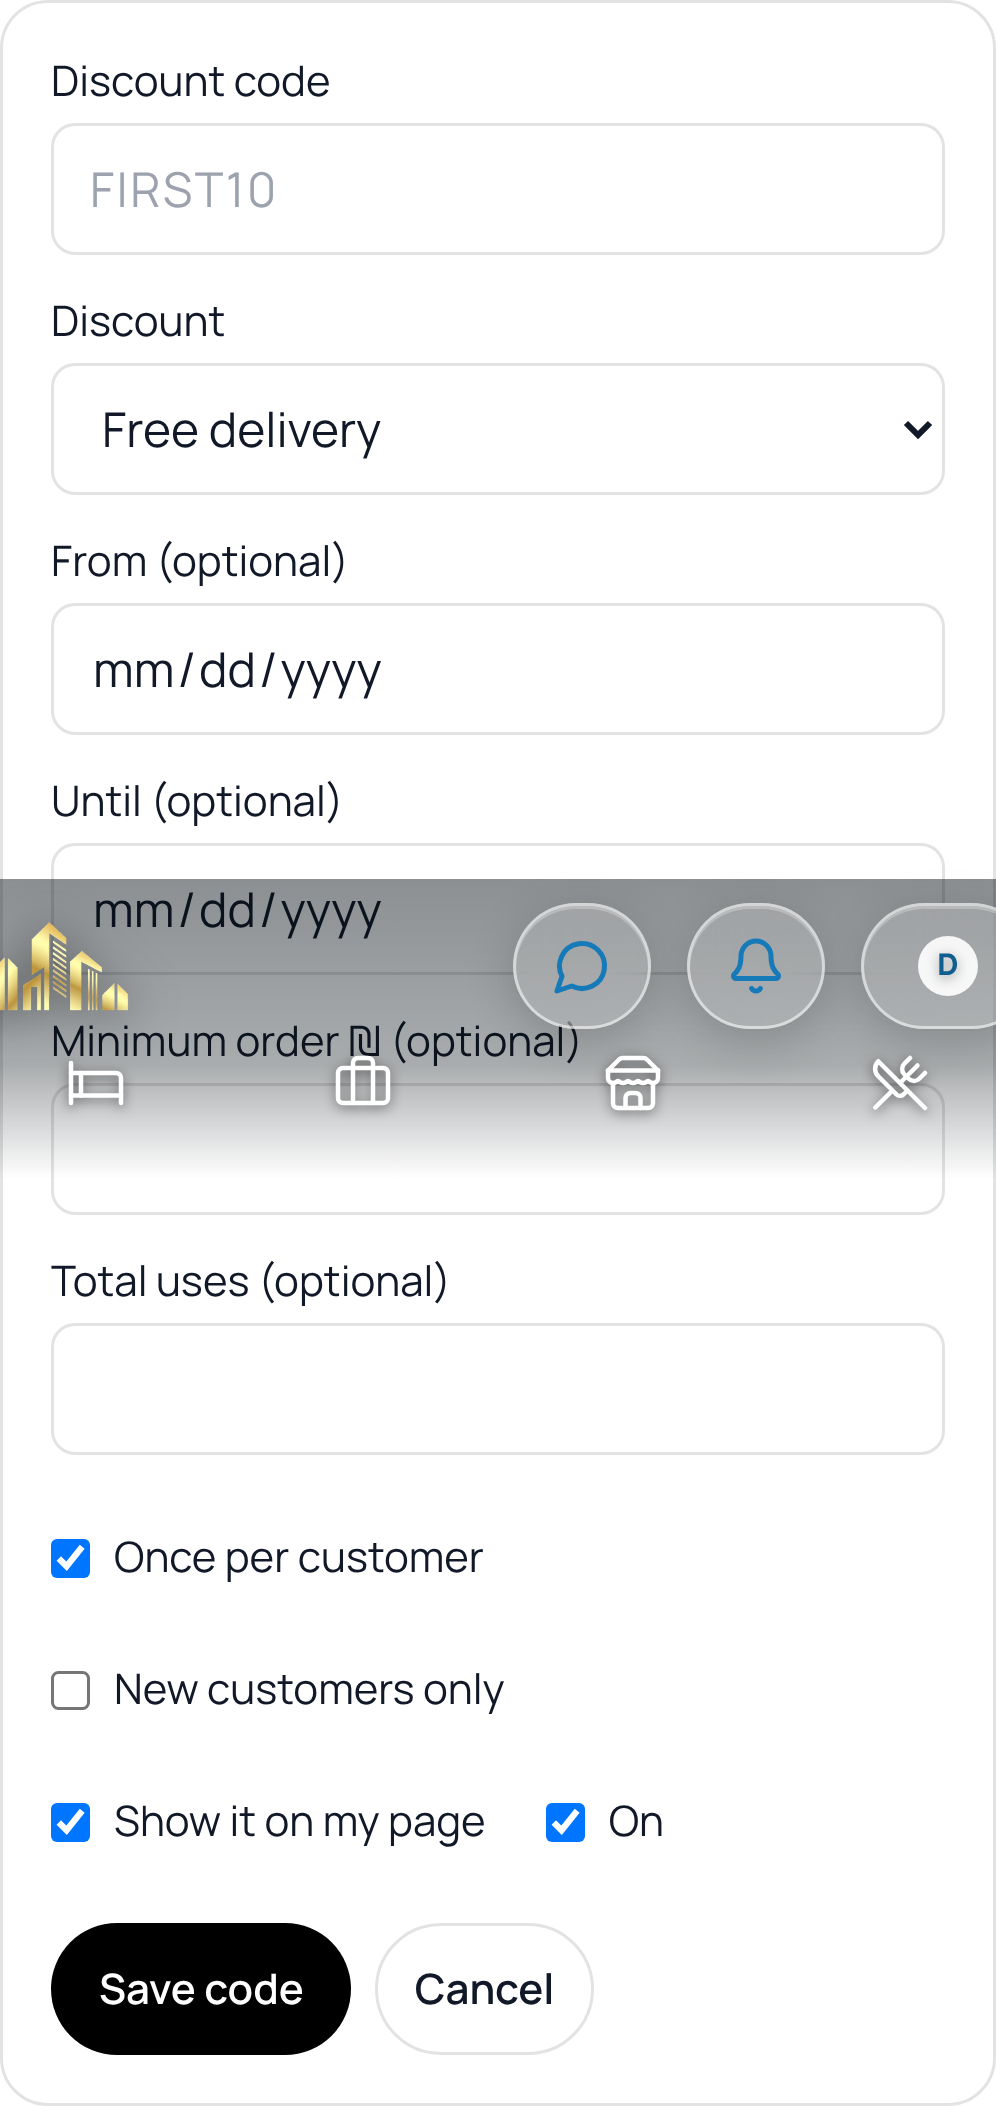 Discount code
FIRST10
Discount
Free delivery
From (optional)
mm/dd/yyyy
Until (optional)
mm/dd/yyyy
D
Minimum order ₪ (optional)
Total uses (optional)
Once per customer
New customers only
Show it on my page
On
Save code
Cancel